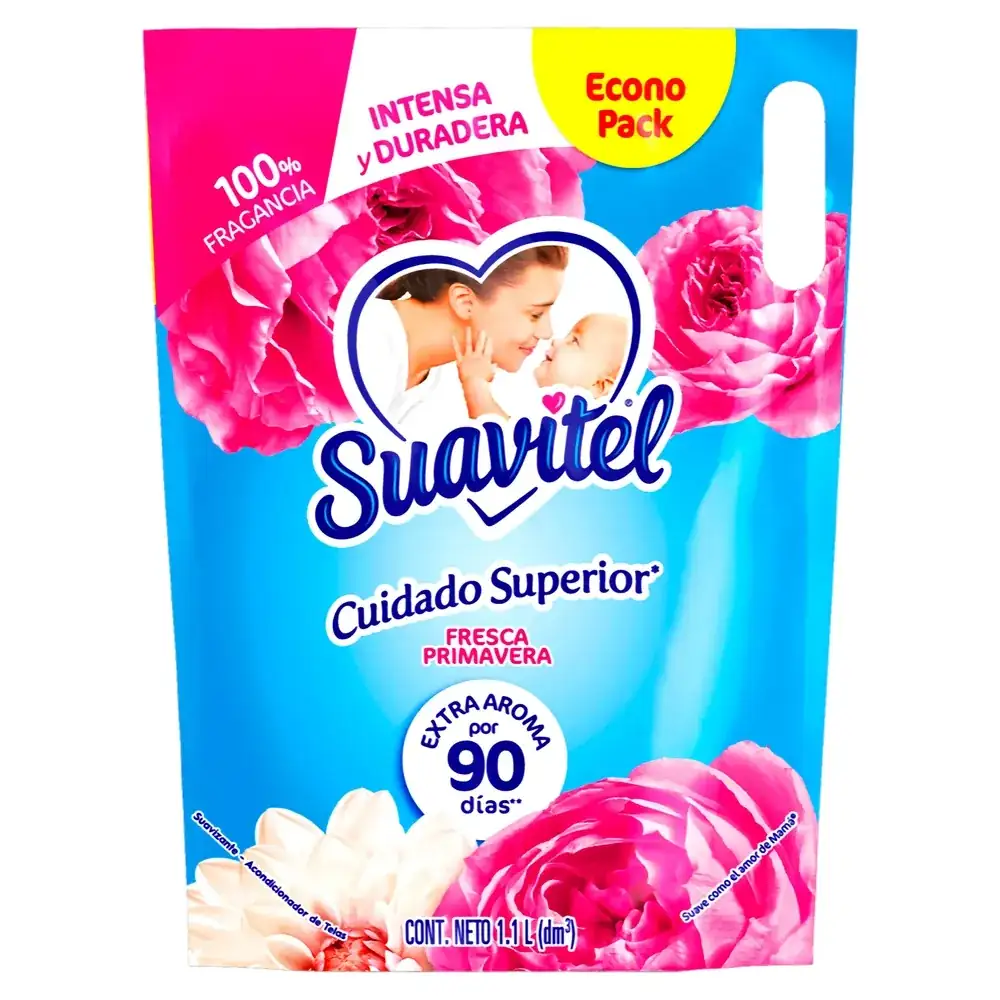 100%
FRAGANCIA
INTENSA
y DURADERA
Econo
Pack
Suavitel®
Cuidado Superior*
FRESCA
PRIMAVERA
EXTRA AROMA
por
90
días**
Suavizante - Acondicionador de Telas
Suave como el amor de Mamá®
CONT. NETO 1.1 L (dm³)